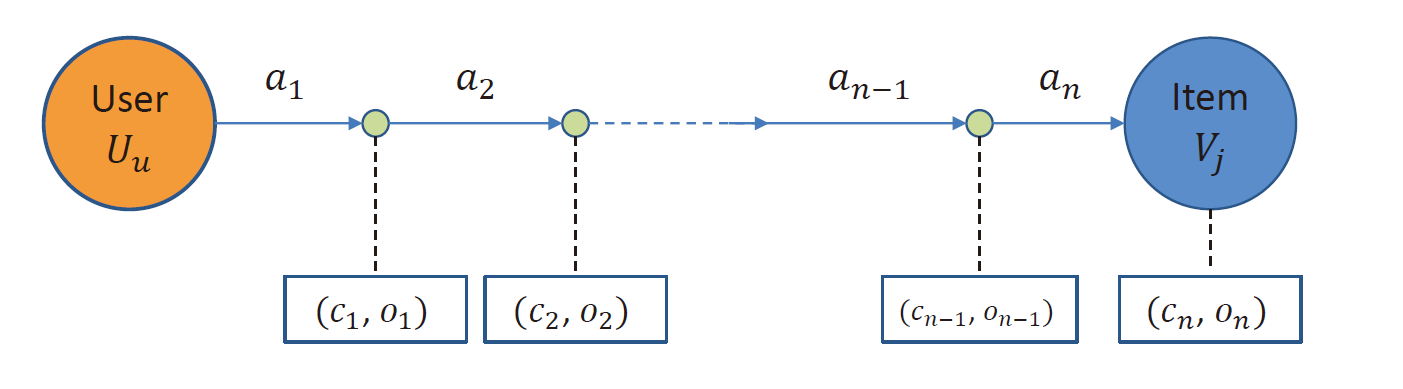 User
U_u
a_1
a_2
a_{n-1}
a_n
Item
V_j
(c_1, o_1)
(c_2, o_2)
(c_{n-1}, o_{n-1})
(c_n, o_n)